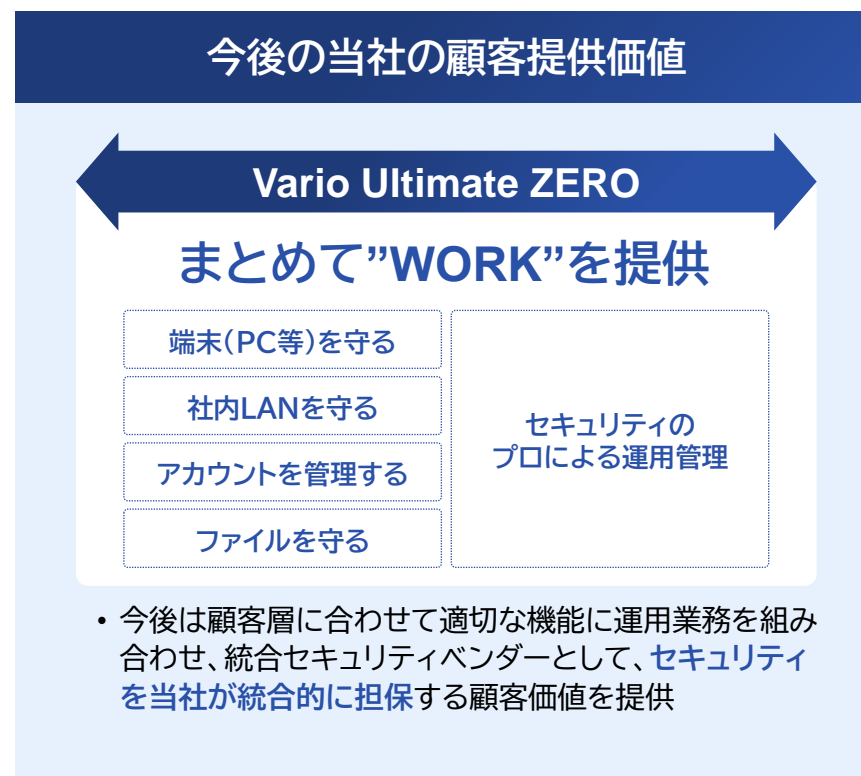 今後の当社の顧客提供価値
Vario Ultimate ZERO
まとめて”WORK”を提供
端末（PC等）を守る
社内LANを守る
アカウントを管理する
ファイルを守る
セキュリティの
プロによる運用管理
• 今後は顧客層に合わせて適切な機能に運用業務を組み
合わせ、統合セキュリティベンダーとして、セキュリティ
を当社が統合的に担保する顧客価値を提供